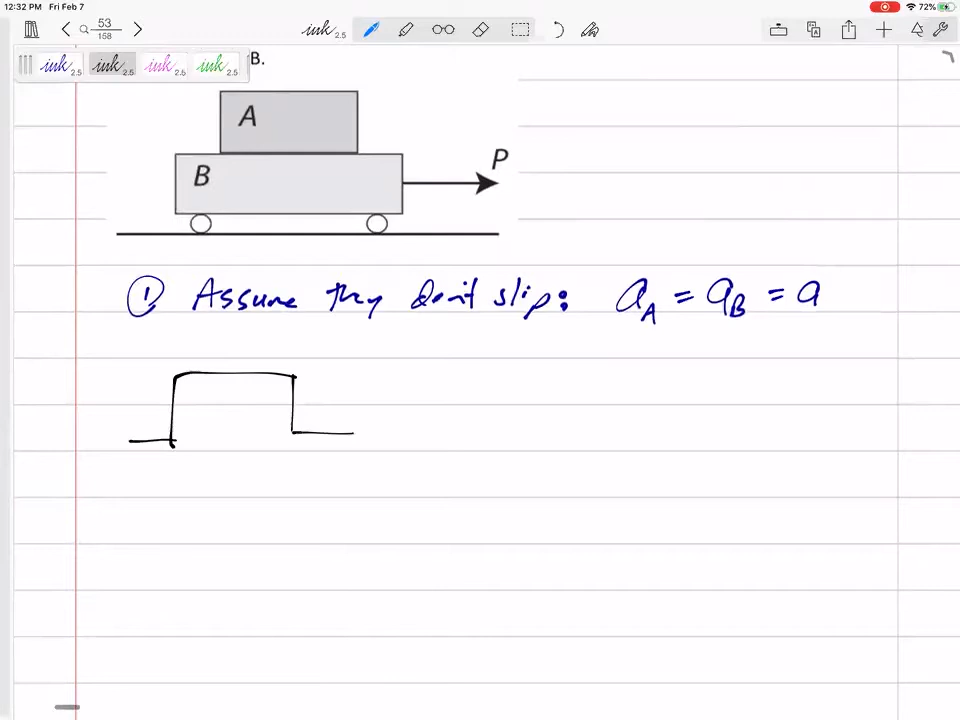 12:32 PM Fri Feb 7
72%
53
158
ink 2.5
ink 2.5 ink 2.5 ink 2.5 ink 2.5 B.
A
B
P
① Assume they don't slip: a_A = a_B = a